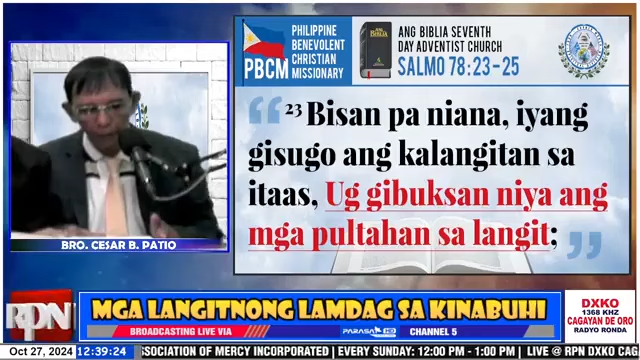 PHILIPPINE
BENEVOLENT
CHRISTIAN
MISSIONARY
PBCM
ANG BIBLIA
ANG BIBLIA SEVENTH
DAY ADVENTIST CHURCH
SALMO 78:23-25
23 Bisan pa niana, iyang
gisugo ang kalangitan sa
itaas, Ug gibuksan niya ang
mga pultahan sa langit;
BRO. CESAR B. PATIO
RPN
MGA LANGITNONG LAMDAG SA KINABUHI
BROADCASTING LIVE VIA PARASAT HD CHANNEL 5
DXKO
1368 KHZ
CAGAYAN DE ORO
RADYO RONDA
Oct 27, 2024 12:39:24 SSOCIATION OF MERCY INCORPORATED | EVERY SUNDAY: 12:00 PM - 1:00 PM | LIVE @ RPN DXKO CAG